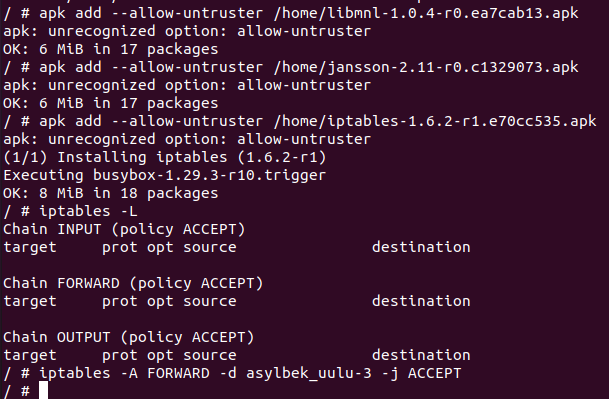 / # apk add --allow-untruster /home/libmnl-1.0.4-r0.ea7cab13.apk
apk: unrecognized option: allow-untruster
OK: 6 MiB in 17 packages
/ # apk add --allow-untruster /home/jansson-2.11-r0.c1329073.apk
apk: unrecognized option: allow-untruster
OK: 6 MiB in 17 packages
/ # apk add --allow-untruster /home/iptables-1.6.2-r1.e70cc535.apk
apk: unrecognized option: allow-untruster
(1/1) Installing iptables (1.6.2-r1)
Executing busybox-1.29.3-r10.trigger
OK: 8 MiB in 18 packages
/ # iptables -L
Chain INPUT (policy ACCEPT)
target     prot opt source               destination

Chain FORWARD (policy ACCEPT)
target     prot opt source               destination

Chain OUTPUT (policy ACCEPT)
target     prot opt source               destination
/ # iptables -A FORWARD -d asylbek_uulu-3 -j ACCEPT
/ #